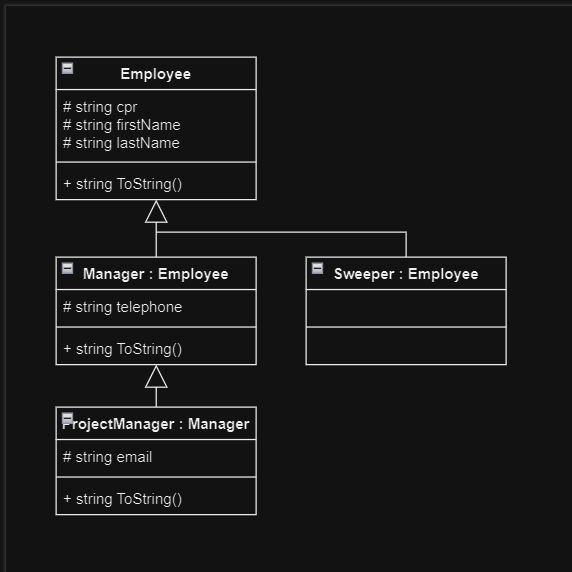 Employee
# string cpr
# string firstName
# string lastName
+ string ToString()
Manager : Employee
# string telephone
+ string ToString()
Sweeper : Employee
ProjectManager : Manager
# string email
+ string ToString()